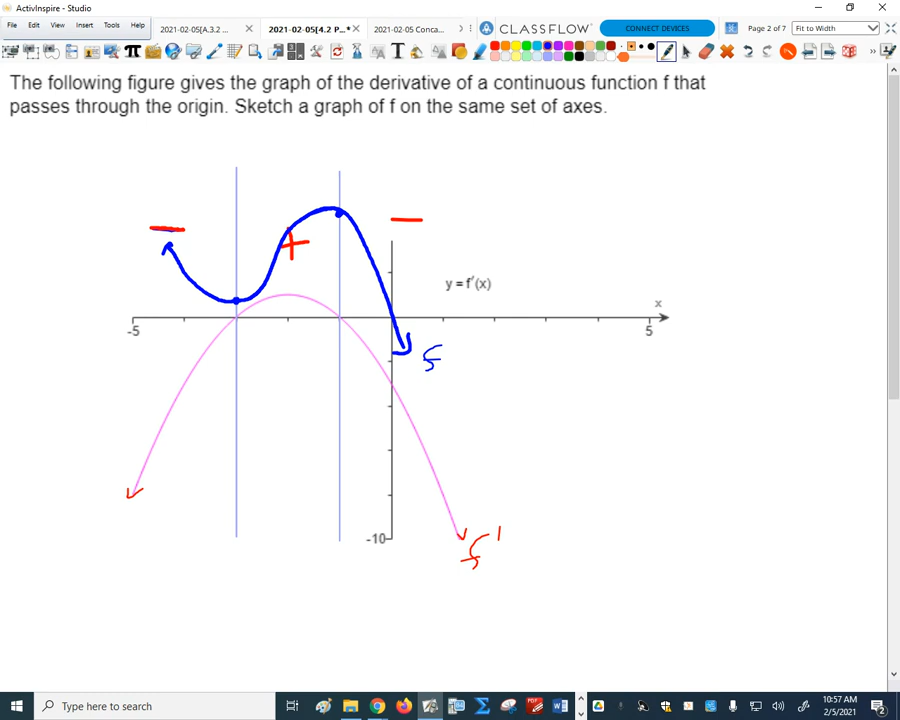 ActivInspire - Studio
File Edit View Insert Tools Help
2021-02-05[A.3.2 ...
2021-02-05[4.2 P...*
2021-02-05 Conca...
CLASSFLOW
CONNECT DEVICES
Page 2 of 7
Fit to Width
The following figure gives the graph of the derivative of a continuous function f that
passes through the origin. Sketch a graph of f on the same set of axes.
− + −
y = f'(x)
x
-5
5
f
-10
f'
Type here to search
10:57 AM
2/5/2021
2